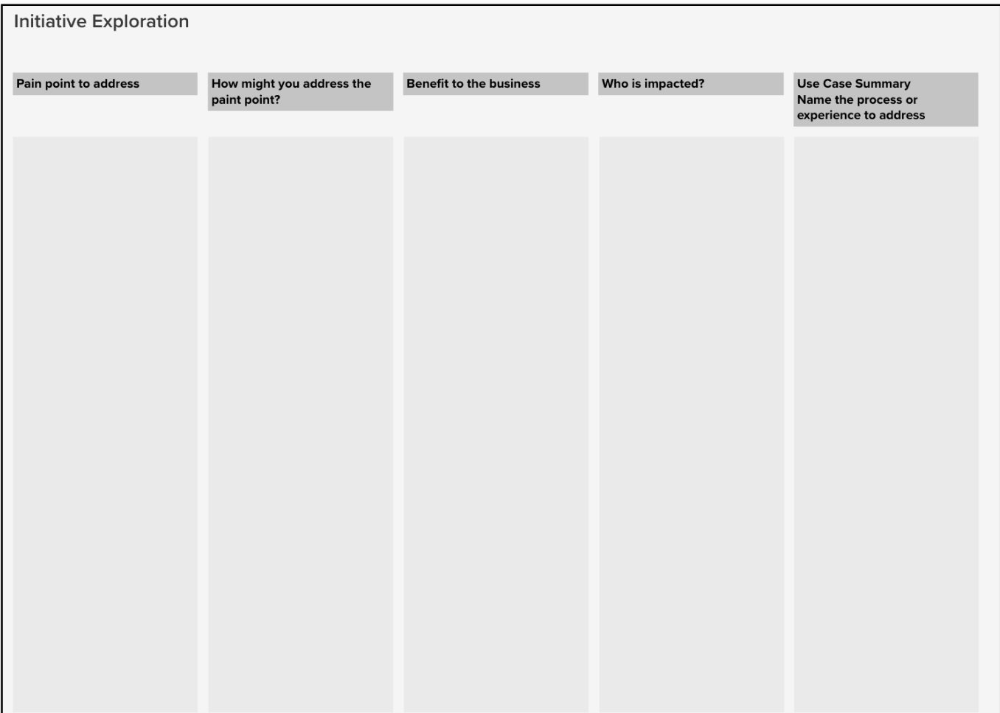 Initiative Exploration
Pain point to address
How might you address the
paint point?
Benefit to the business
Who is impacted?
Use Case Summary
Name the process or
experience to address